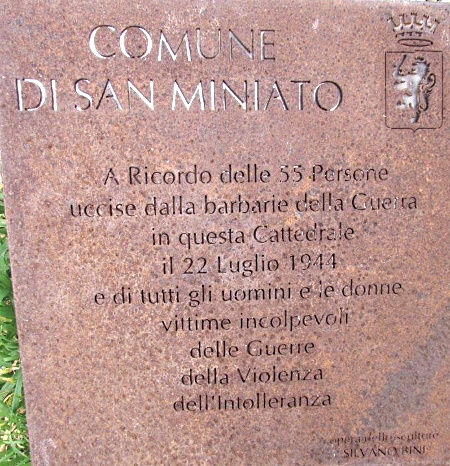 COMUNE
DI SAN MINIATO
A Ricordo delle 55 Persone
uccise dalla barbarie della Guerra
in questa Cattedrale
il 22 Luglio 1944
e di tutti gli uomini e le donne
vittime incolpevoli
delle Guerre
della Violenza
dell'Intolleranza
opera dello scultore
SILVANO BINI